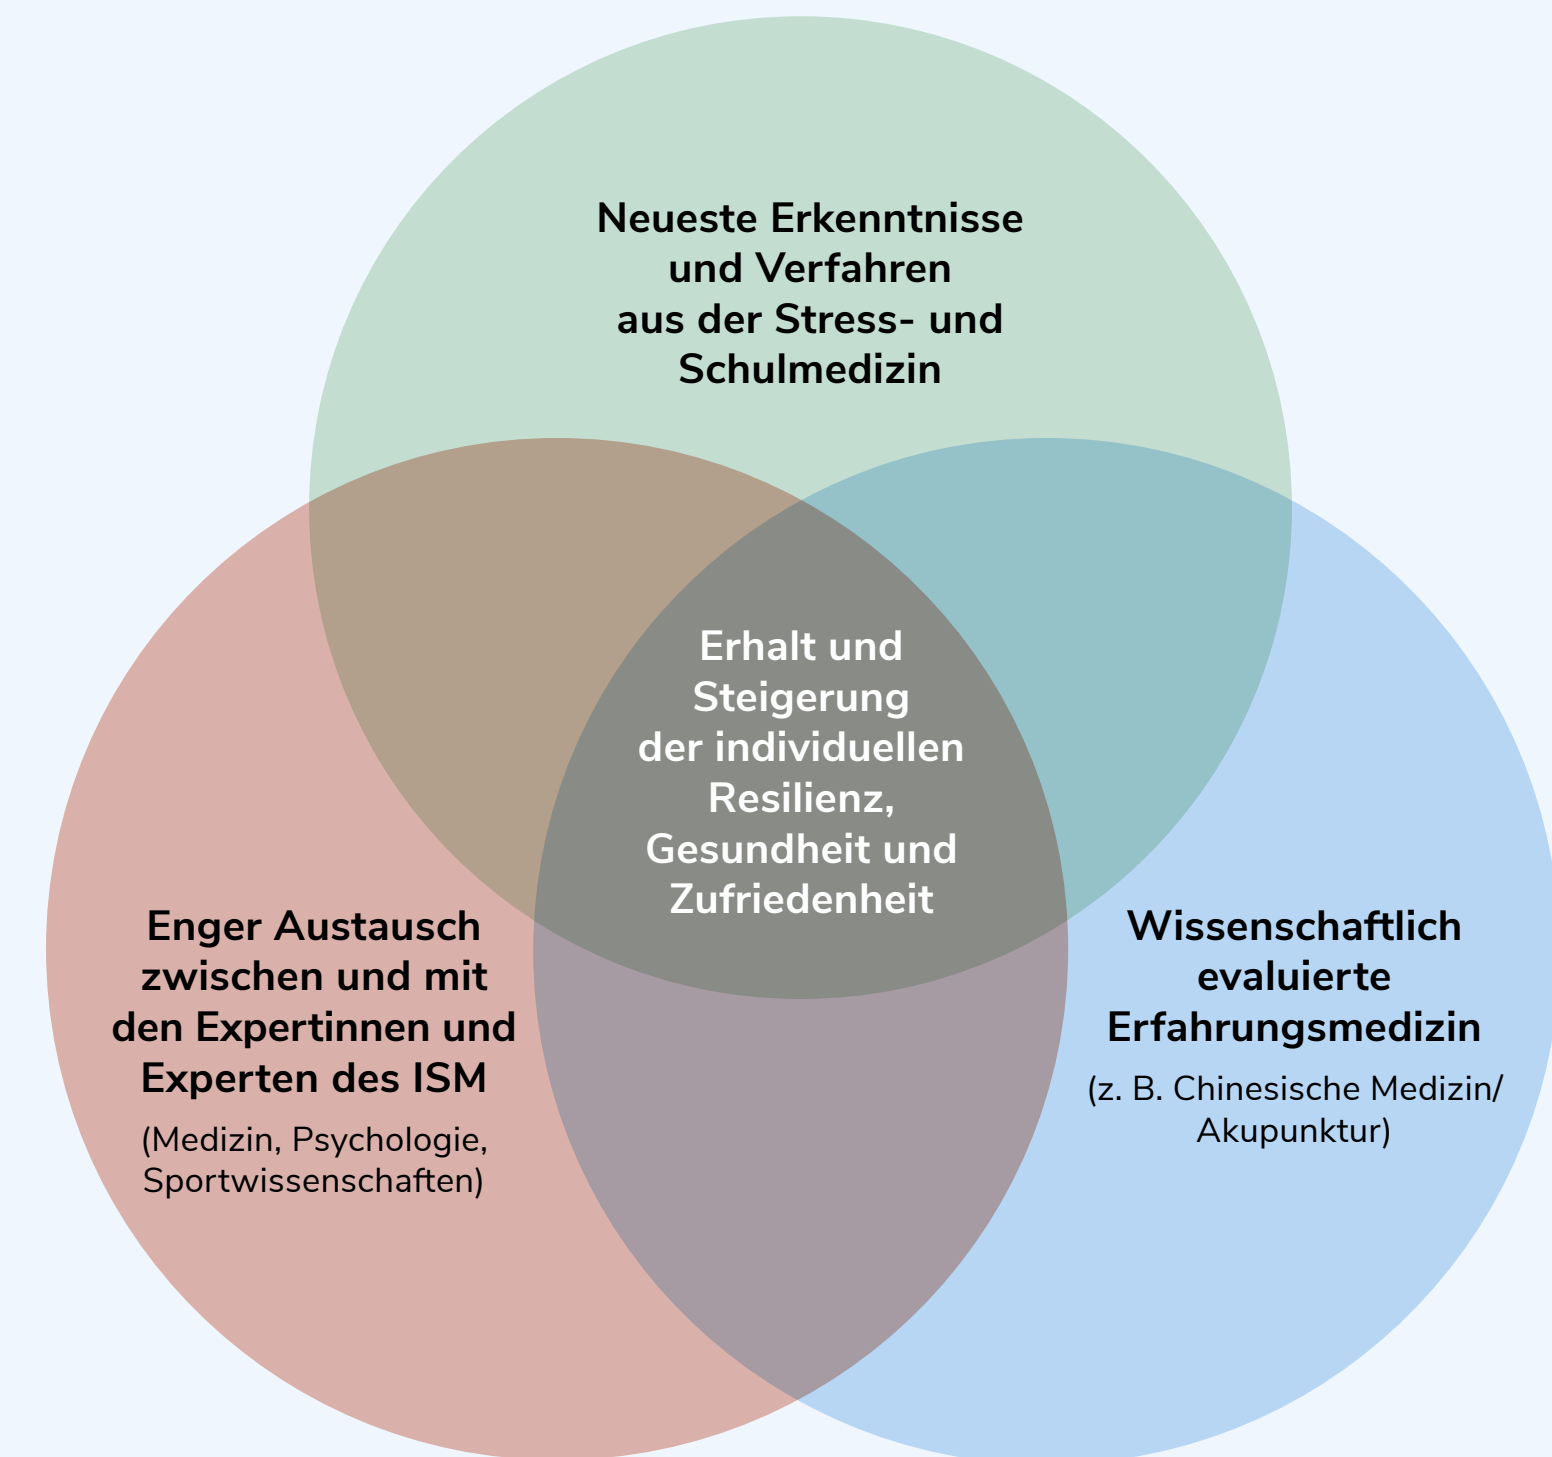 Neueste Erkenntnisse
und Verfahren
aus der Stress- und
Schulmedizin
Erhalt und
Steigerung
der individuellen
Resilienz,
Gesundheit und
Zufriedenheit
Enger Austausch
zwischen und mit
den Expertinnen und
Experten des ISM
(Medizin, Psychologie,
Sportwissenschaften)
Wissenschaftlich
evaluierte
Erfahrungsmedizin
(z. B. Chinesische Medizin/
Akupunktur)